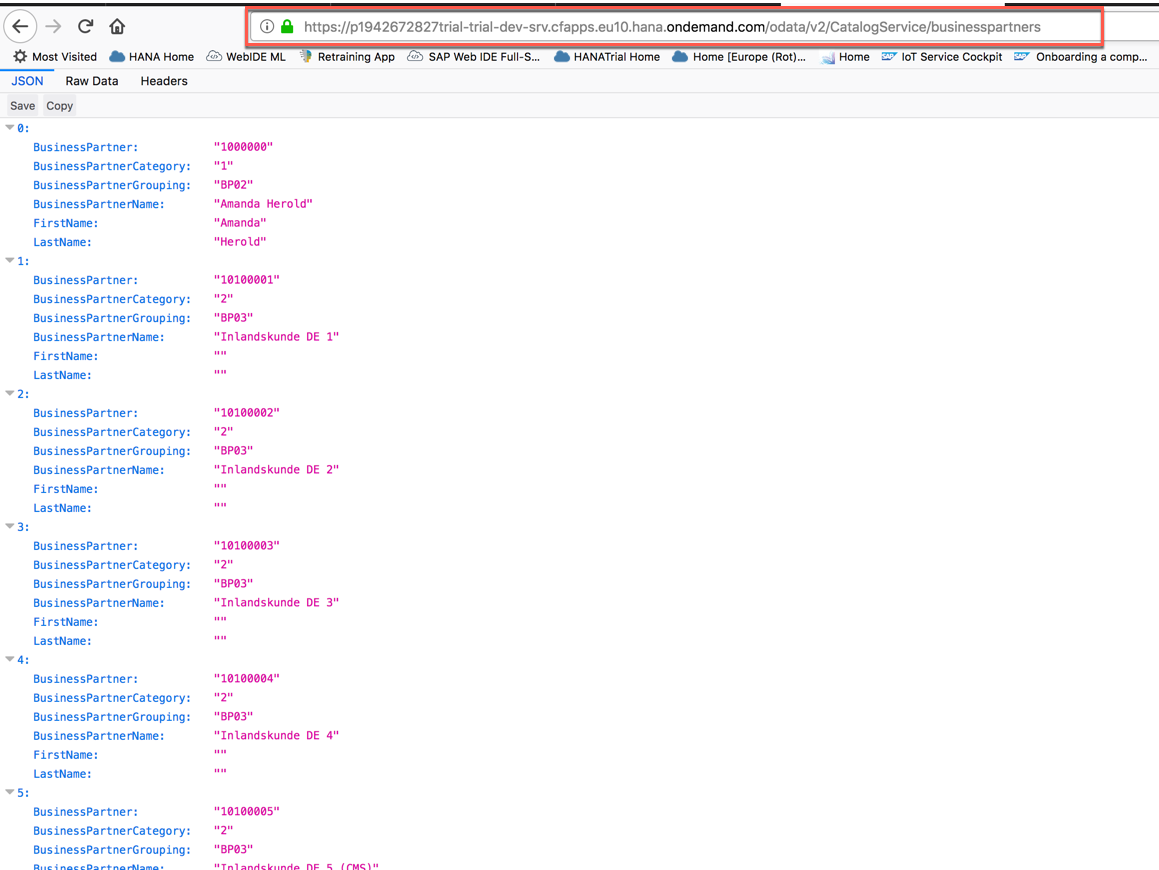 https://p1942672827trial-trial-dev-srv.cfapps.eu10.hana.ondemand.com/odata/v2/CatalogService/businesspartners
Most Visited HANA Home WebIDE ML Retraining App SAP Web IDE Full-S... HANATrial Home Home [Europe (Rot)... Home IoT Service Cockpit Onboarding a comp...
JSON Raw Data Headers
Save Copy
0:
BusinessPartner: "1000000"
BusinessPartnerCategory: "1"
BusinessPartnerGrouping: "BP02"
BusinessPartnerName: "Amanda Herold"
FirstName: "Amanda"
LastName: "Herold"
1:
BusinessPartner: "10100001"
BusinessPartnerCategory: "2"
BusinessPartnerGrouping: "BP03"
BusinessPartnerName: "Inlandskunde DE 1"
FirstName: ""
LastName: ""
2:
BusinessPartner: "10100002"
BusinessPartnerCategory: "2"
BusinessPartnerGrouping: "BP03"
BusinessPartnerName: "Inlandskunde DE 2"
FirstName: ""
LastName: ""
3:
BusinessPartner: "10100003"
BusinessPartnerCategory: "2"
BusinessPartnerGrouping: "BP03"
BusinessPartnerName: "Inlandskunde DE 3"
FirstName: ""
LastName: ""
4:
BusinessPartner: "10100004"
BusinessPartnerCategory: "2"
BusinessPartnerGrouping: "BP03"
BusinessPartnerName: "Inlandskunde DE 4"
FirstName: ""
LastName: ""
5:
BusinessPartner: "10100005"
BusinessPartnerCategory: "2"
BusinessPartnerGrouping: "BP03"
BusinessPartnerName: "Inlandskunde DE 5 (CMS)"